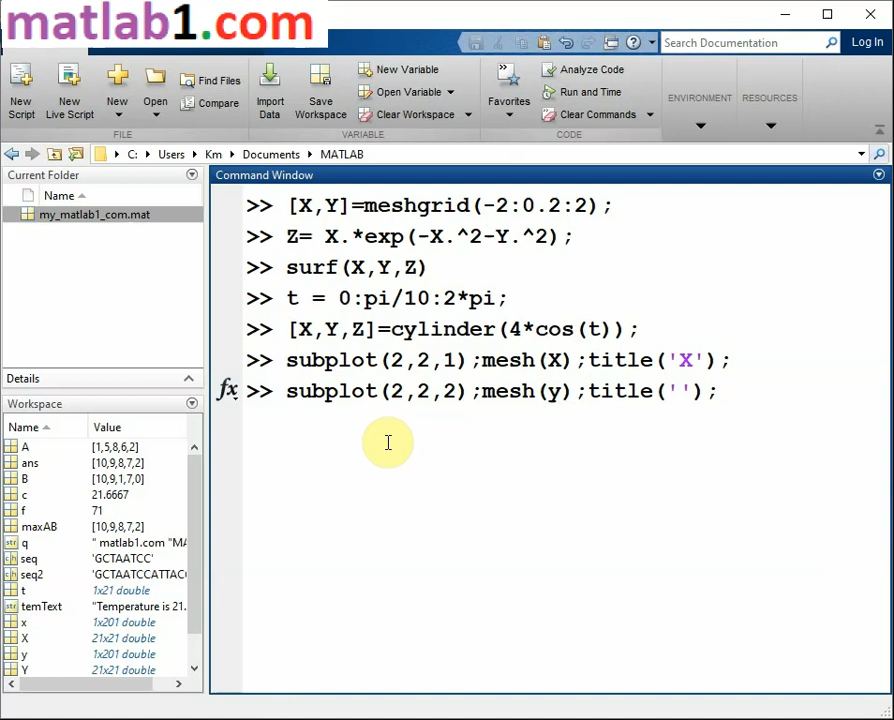 matlab1.com
Search Documentation
Log In
New Script
New Live Script
New
Open
Find Files
Compare
Import Data
Save Workspace
New Variable
Open Variable
Clear Workspace
Favorites
Analyze Code
Run and Time
Clear Commands
ENVIRONMENT
RESOURCES
FILE
VARIABLE
CODE
C: Users Km Documents MATLAB
Current Folder
Name
my_matlab1_com.mat
Details
Workspace
Name Value
A [1,5,8,6,2]
ans [10,9,8,7,2]
B [10,9,1,7,0]
c 21.6667
f 71
maxAB [10,9,8,7,2]
q " matlab1.com "MA
seq 'GCTAATCC'
seq2 'GCTAATCCATTAC
t 1x21 double
temText "Temperature is 21.
x 1x201 double
X 21x21 double
y 1x201 double
Y 21x21 double
Command Window
>> [X,Y]=meshgrid(-2:0.2:2);
>> Z= X.*exp(-X.^2-Y.^2);
>> surf(X,Y,Z)
>> t = 0:pi/10:2*pi;
>> [X,Y,Z]=cylinder(4*cos(t));
>> subplot(2,2,1);mesh(X);title('X');
fx >> subplot(2,2,2);mesh(y);title('');